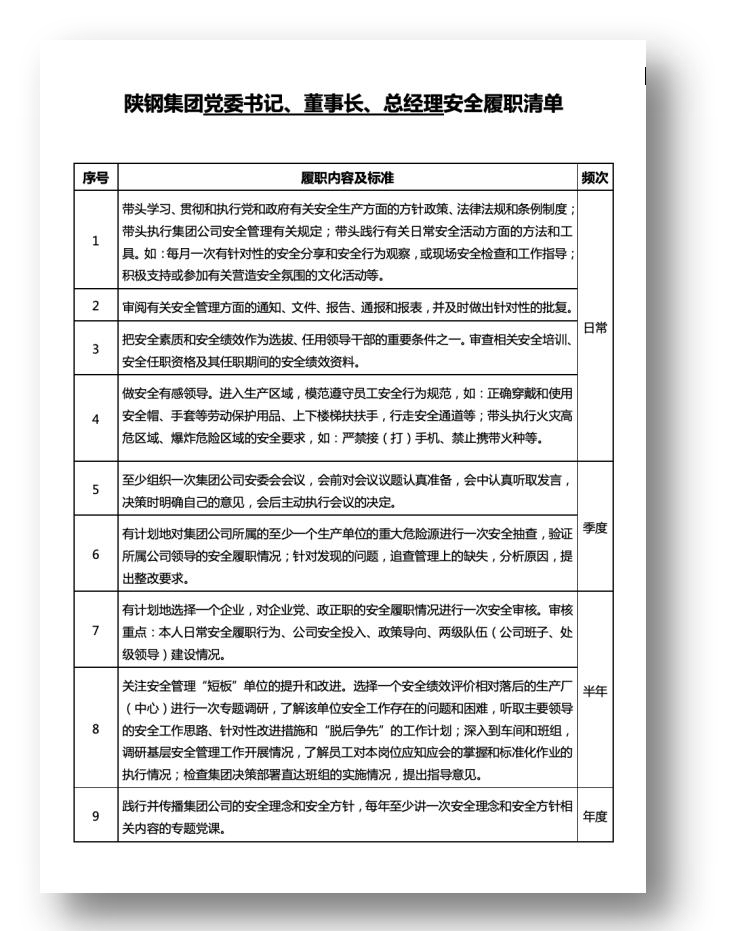 陕钢集团党委书记、董事长、总经理安全履职清单
序号 履职内容及标准 频次
1
带头学习、贯彻和执行党和政府有关安全生产方面的方针政策、法律法规和条例制度；
带头执行集团公司安全管理有关规定；带头践行有关日常安全活动方面的方法和工
具。如：每月一次有针对性的安全分享和安全行为观察，或现场安全检查和工作指导；
积极支持或参加有关营造安全氛围的文化活动等。
2
审阅有关安全管理方面的通知、文件、报告、通报和报表，并及时做出针对性的批复。
日常
3
把安全素质和安全绩效作为选拔、任用领导干部的重要条件之一。审查相关安全培训、
安全任职资格及其任职期间的安全绩效资料。
4
做安全有感领导。进入生产区域，模范遵守员工安全行为规范，如：正确穿戴和使用
安全帽、手套等劳动保护用品、上下楼梯扶扶手，行走安全通道等；带头执行火灾高
危区域、爆炸危险区域的安全要求，如：严禁接（打）手机、禁止携带火种等。
5
至少组织一次集团公司安委会会议，会前对会议议题认真准备，会中认真听取发言，
决策时明确自己的意见，会后主动执行会议的决定。
季度
6
有计划地对集团公司所属的至少一个生产单位的重大危险源进行一次安全抽查，验证
所属公司领导的安全履职情况；针对发现的问题，追查管理上的缺失，分析原因，提
出整改要求。
7
有计划地选择一个企业，对企业党、政正职的安全履职情况进行一次安全审核。审核
重点：本人日常安全履职行为、公司安全投入、政策导向、两级队伍（公司班子、处
级领导）建设情况。
半年
8
关注安全管理“短板”单位的提升和改进。选择一个安全绩效评价相对落后的生产厂
（中心）进行一次专题调研，了解该单位安全工作存在的问题和困难，听取主要领导
的安全工作思路、针对性改进措施和“脱后争先”的工作计划；深入到车间和班组，
调研基层安全管理工作开展情况，了解员工对本岗位应知应会的掌握和标准化作业的
执行情况；检查集团决策部署直达班组的实施情况，提出指导意见。
9
践行并传播集团公司的安全理念和安全方针，每年至少讲一次安全理念和安全方针相
关内容的专题党课。
年度